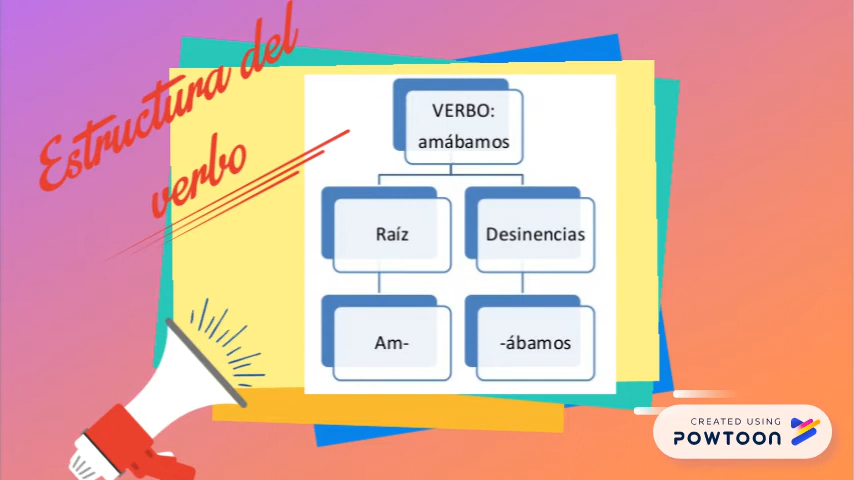 Estructura del
verbo
VERBO:
amábamos
Raíz
Desinencias
Am-
-ábamos
CREATED USING
POWTOON